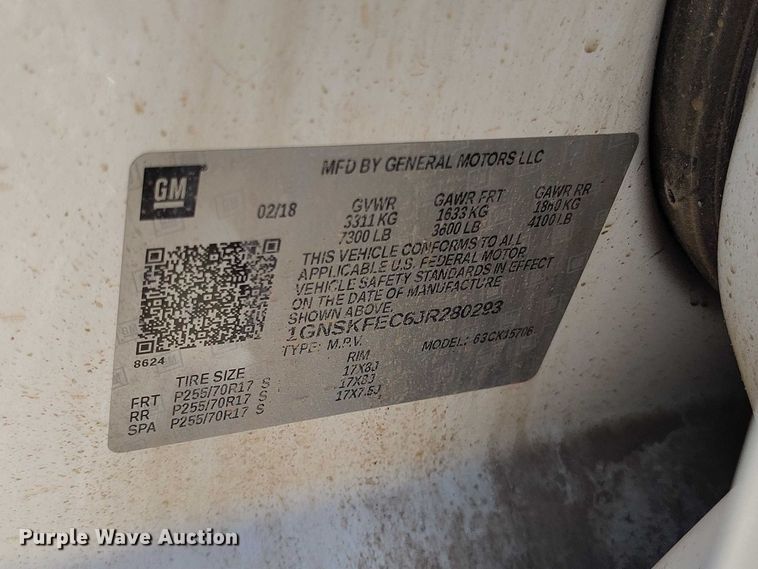 GM
MFD BY GENERAL MOTORS LLC
02/18
GVWR
3311 KG
7300 LB
GAWR FRT
1633 KG
3600 LB
GAWR RR
1860 KG
4100 LB
THIS VEHICLE CONFORMS TO ALL
APPLICABLE U.S. FEDERAL MOTOR
VEHICLE SAFETY STANDARDS IN EFFECT
ON THE DATE OF MANUFACTURE
SHOWN ABOVE.
1GNSKFEC6JR280293
TYPE: M.P.V.
MODEL: 63CK15706
8624
TIRE SIZE
RIM
FRT P255/70R17 S 17X8J
RR P255/70R17 S 17X8J
SPA P255/70R17 S 17X7.5J
Purple Wave Auction®